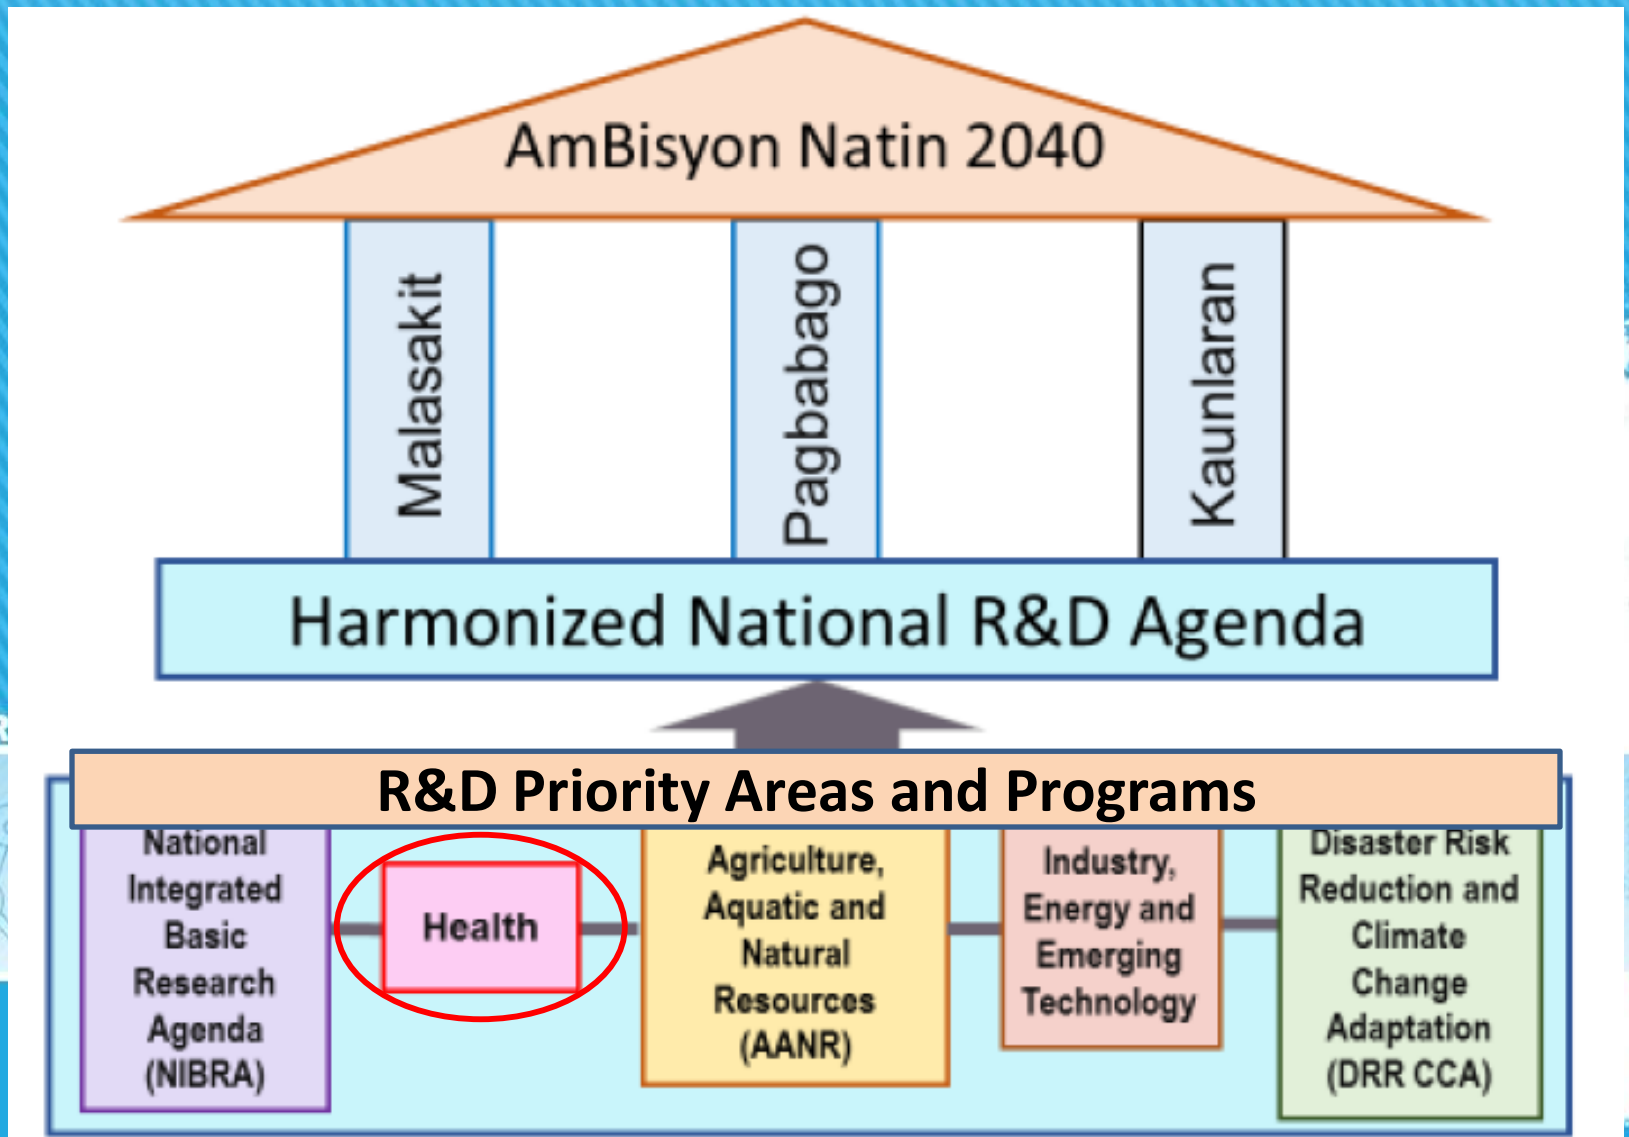 AmBisyon Natin 2040
Malasakit
Pagbabago
Kaunlaran
Harmonized National R&D Agenda
R&D Priority Areas and Programs
National
Integrated
Basic
Research
Agenda
(NIBRA)
Health
Agriculture,
Aquatic and
Natural
Resources
(AANR)
Industry,
Energy and
Emerging
Technology
Disaster Risk
Reduction and
Climate
Change
Adaptation
(DRR CCA)